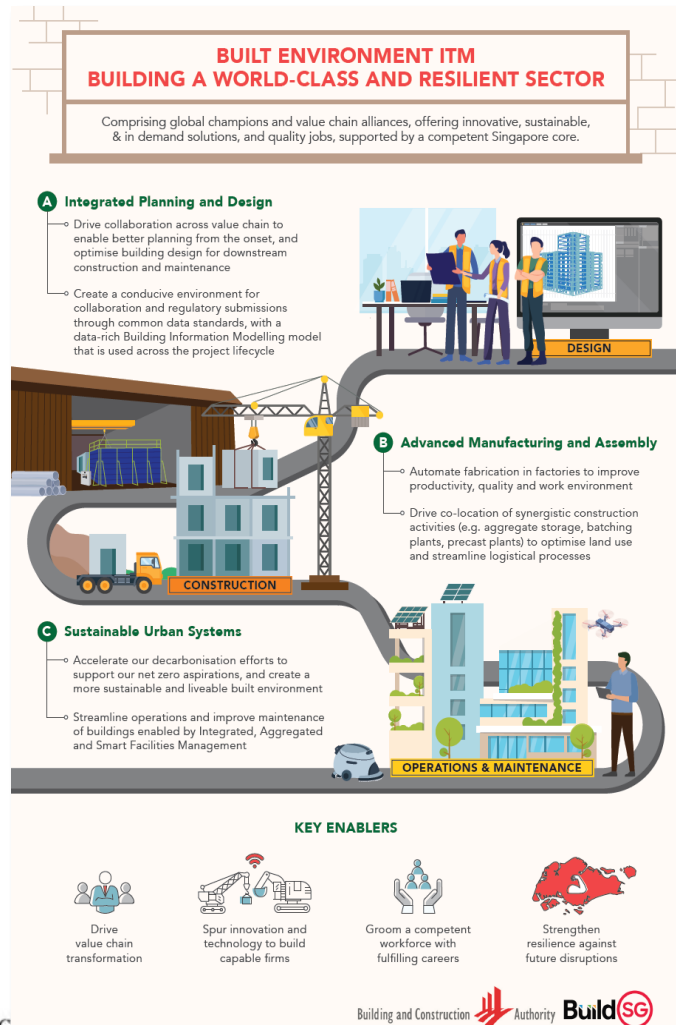 BUILT ENVIRONMENT ITM
BUILDING A WORLD-CLASS AND RESILIENT SECTOR
Comprising global champions and value chain alliances, offering innovative, sustainable,
& in demand solutions, and quality jobs, supported by a competent Singapore core.
A Integrated Planning and Design
Drive collaboration across value chain to
enable better planning from the onset, and
optimise building design for downstream
construction and maintenance
Create a conducive environment for
collaboration and regulatory submissions
through common data standards, with a
data-rich Building Information Modelling model
that is used across the project lifecycle
DESIGN
B Advanced Manufacturing and Assembly
Automate fabrication in factories to improve
productivity, quality and work environment
Drive co-location of synergistic construction
activities (e.g. aggregate storage, batching
plants, precast plants) to optimise land use
and streamline logistical processes
CONSTRUCTION
C Sustainable Urban Systems
Accelerate our decarbonisation efforts to
support our net zero aspirations, and create a
more sustainable and liveable built environment
Streamline operations and improve maintenance
of buildings enabled by Integrated, Aggregated
and Smart Facilities Management
OPERATIONS & MAINTENANCE
KEY ENABLERS
Drive
value chain
transformation
Spur innovation and
technology to build
capable firms
Groom a competent
workforce with
fulfilling careers
Strengthen
resilience against
future disruptions
Building and Construction Authority
BuildSG